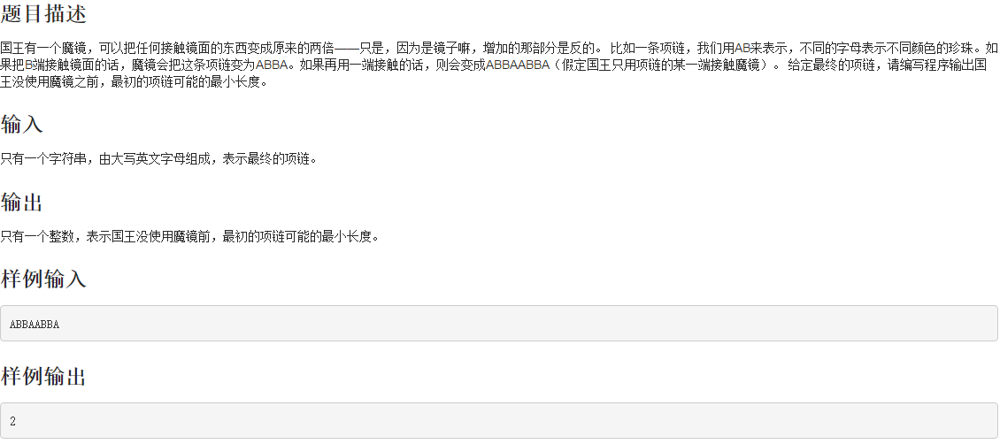 题目描述
国王有一个魔镜，可以把任何接触镜面的东西变成原来的两倍——只是，因为是镜子嘛，增加的那部分是反的。 比如一条项链，我们用AB来表示，不同的字母表示不同颜色的珍珠。如
果把B端接触镜面的话，魔镜会把这条项链变为ABBA。如果再用一端接触的话，则会变成ABBAABBA（假定国王只用项链的某一端接触魔镜）。 给定最终的项链，请编写程序输出国
王没使用魔镜之前，最初的项链可能的最小长度。
输入
只有一个字符串，由大写英文字母组成，表示最终的项链。
输出
只有一个整数，表示国王没使用魔镜前，最初的项链可能的最小长度。
样例输入
ABBAABBA
样例输出
2